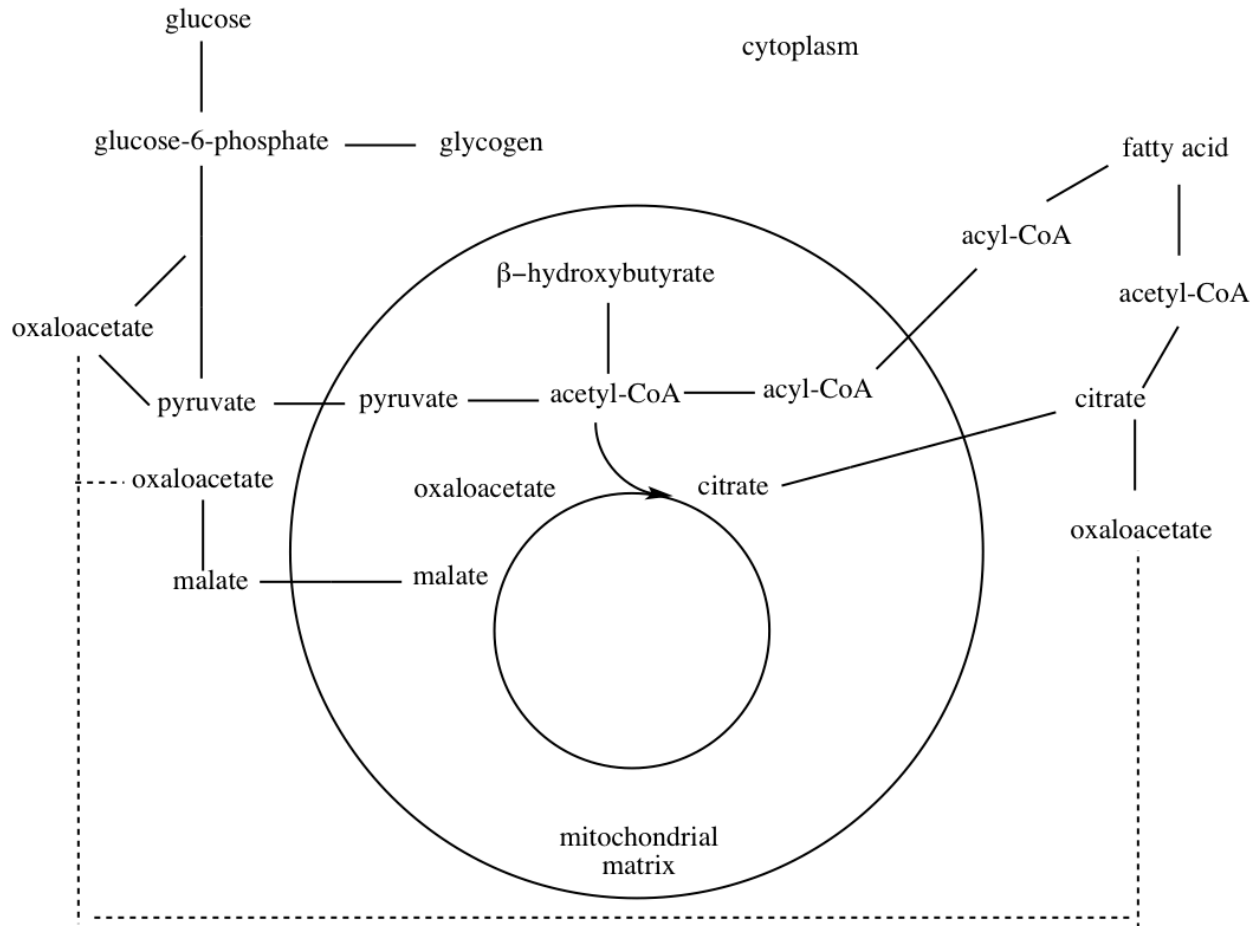 glucose
cytoplasm
glucose-6-phosphate
glycogen
fatty acid
acyl-CoA
β−hydroxybutyrate
acetyl-CoA
oxaloacetate
pyruvate
pyruvate
acetyl-CoA
acyl-CoA
citrate
oxaloacetate
oxaloacetate
citrate
oxaloacetate
malate
malate
mitochondrial
matrix